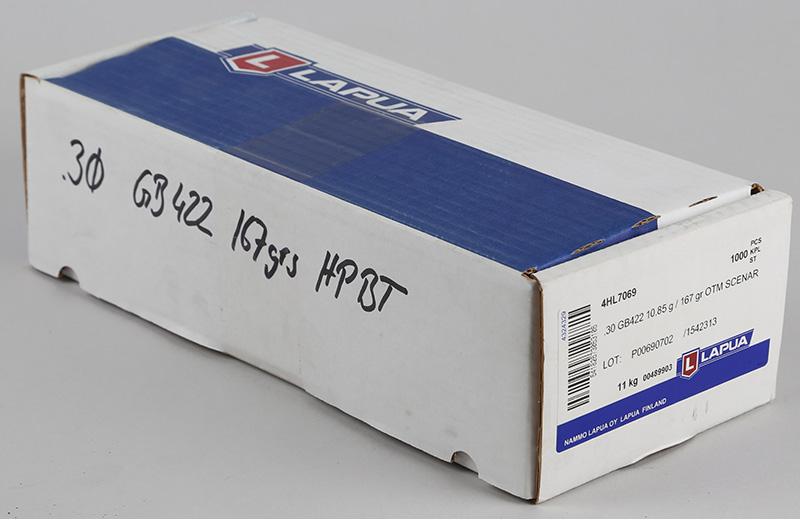 L LAPUA
.30 GB422 167grs HPBT
1000 PCS
KPL
ST
4HL7069
.30 GB422 10.85 g / 167 gr OTM SCENAR
LOT: P00690702 /1542313
11 kg 00489903
L LAPUA
NAMMO LAPUA OY LAPUA FINLAND
432A329